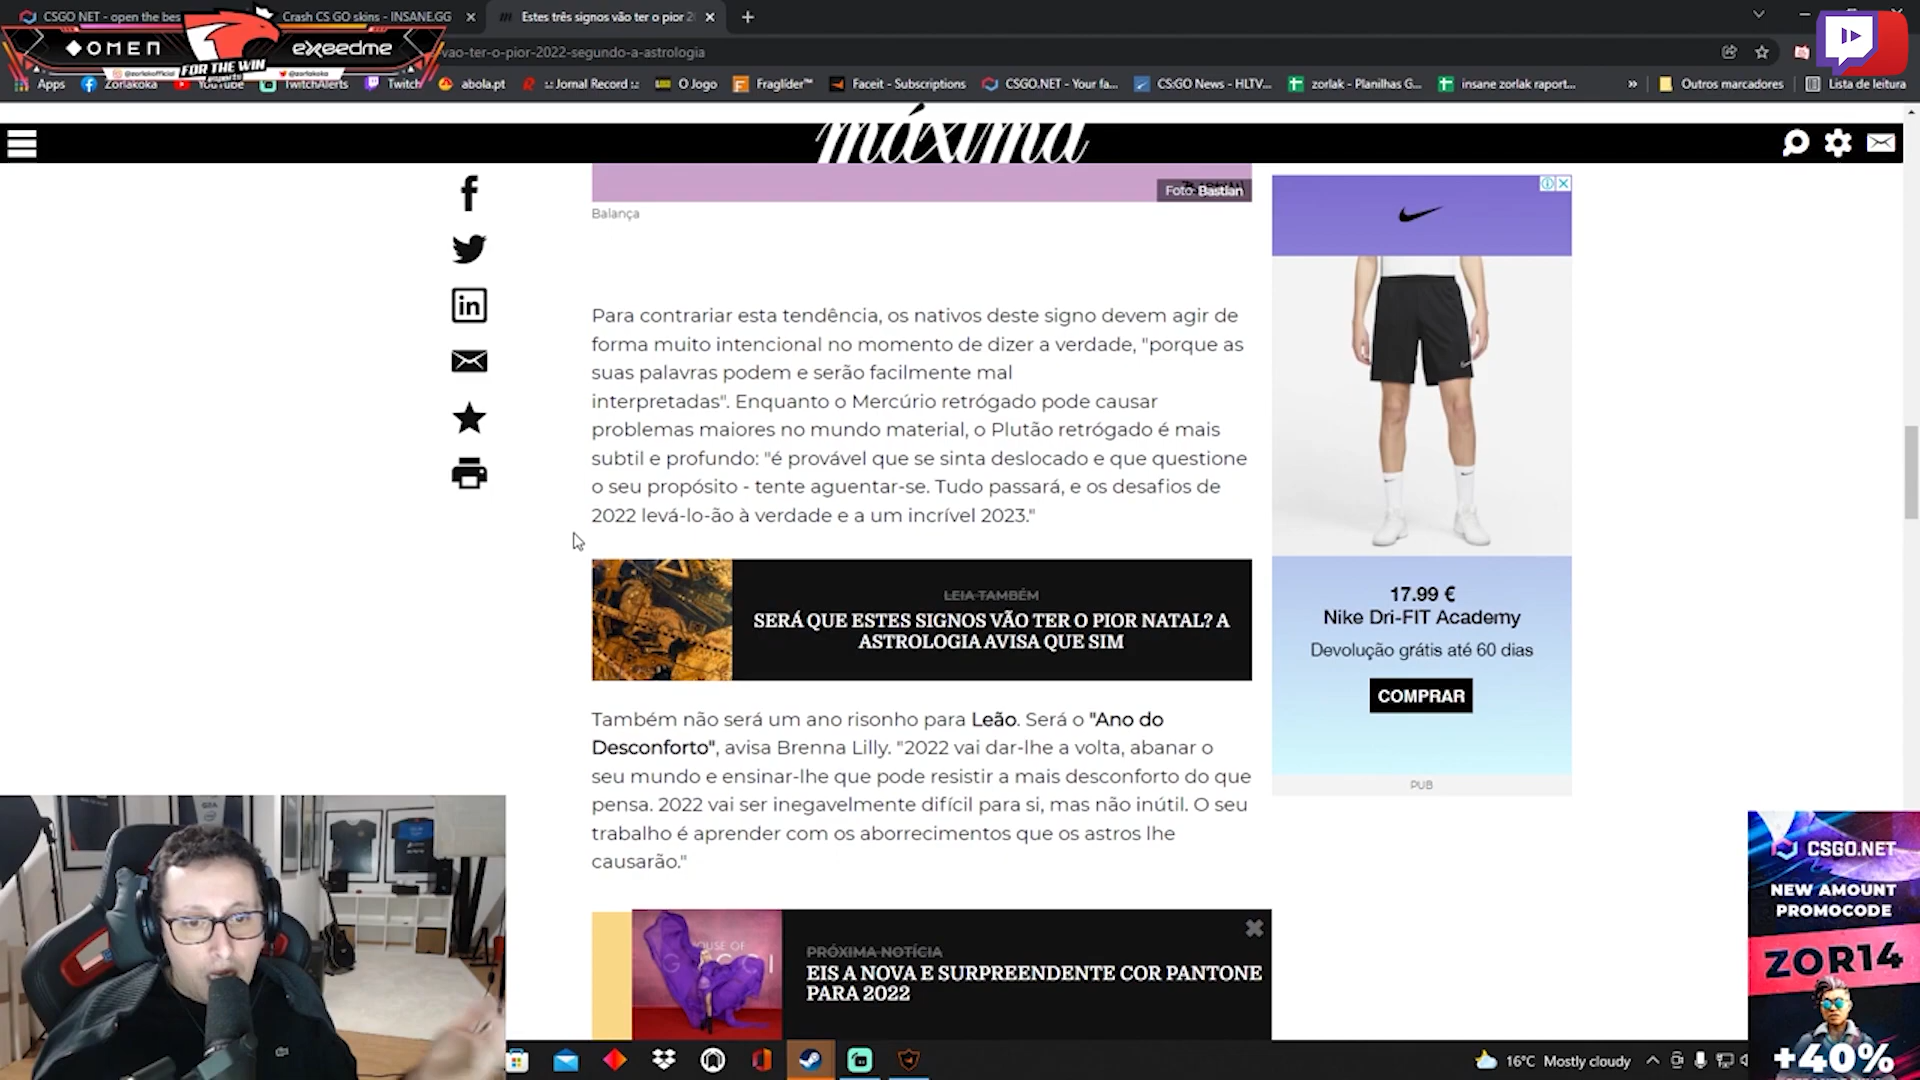 CSGO NET - open the bes
Crash CS GO skins - INSANE.GG
Estes três signos vão ter o pior 2
OMEN
FOR THE WIN
esports
exeedme
@zorlakofficial
@zorlakoka
vao-ter-o-pior-2022-segundo-a-astrologia
Apps
Zorlakoka
YouTube
TwitchAlerts
Twitch
abola.pt
.::Jornal Record ::.
O Jogo
Fraglíder™
Faceit - Subscriptions
CSGO.NET - Your fa...
CS:GO News - HLTV...
zorlak - Planilhas G...
insane zorlak raport...
»
Outros marcadores
Lista de leitura
máxima
Foto: Bastian
Balança
Para contrariar esta tendência, os nativos deste signo devem agir de
forma muito intencional no momento de dizer a verdade, "porque as
suas palavras podem e serão facilmente mal
interpretadas". Enquanto o Mercúrio retrógado pode causar
problemas maiores no mundo material, o Plutão retrógado é mais
subtil e profundo: "é provável que se sinta deslocado e que questione
o seu propósito - tente aguentar-se. Tudo passará, e os desafios de
2022 levá-lo-ão à verdade e a um incrível 2023."
LEIA TAMBÉM
SERÁ QUE ESTES SIGNOS VÃO TER O PIOR NATAL? A
ASTROLOGIA AVISA QUE SIM
Também não será um ano risonho para Leão. Será o "Ano do
Desconforto", avisa Brenna Lilly. "2022 vai dar-lhe a volta, abanar o
seu mundo e ensinar-lhe que pode resistir a mais desconforto do que
pensa. 2022 vai ser inegavelmente difícil para si, mas não inútil. O seu
trabalho é aprender com os aborrecimentos que os astros lhe
causarão."
PRÓXIMA NOTÍCIA
EIS A NOVA E SURPREENDENTE COR PANTONE
PARA 2022
17.99 €
Nike Dri-FIT Academy
Devolução grátis até 60 dias
COMPRAR
PUB
CSGO.NET
NEW AMOUNT
PROMOCODE
ZOR14
+40%
16°C Mostly cloudy